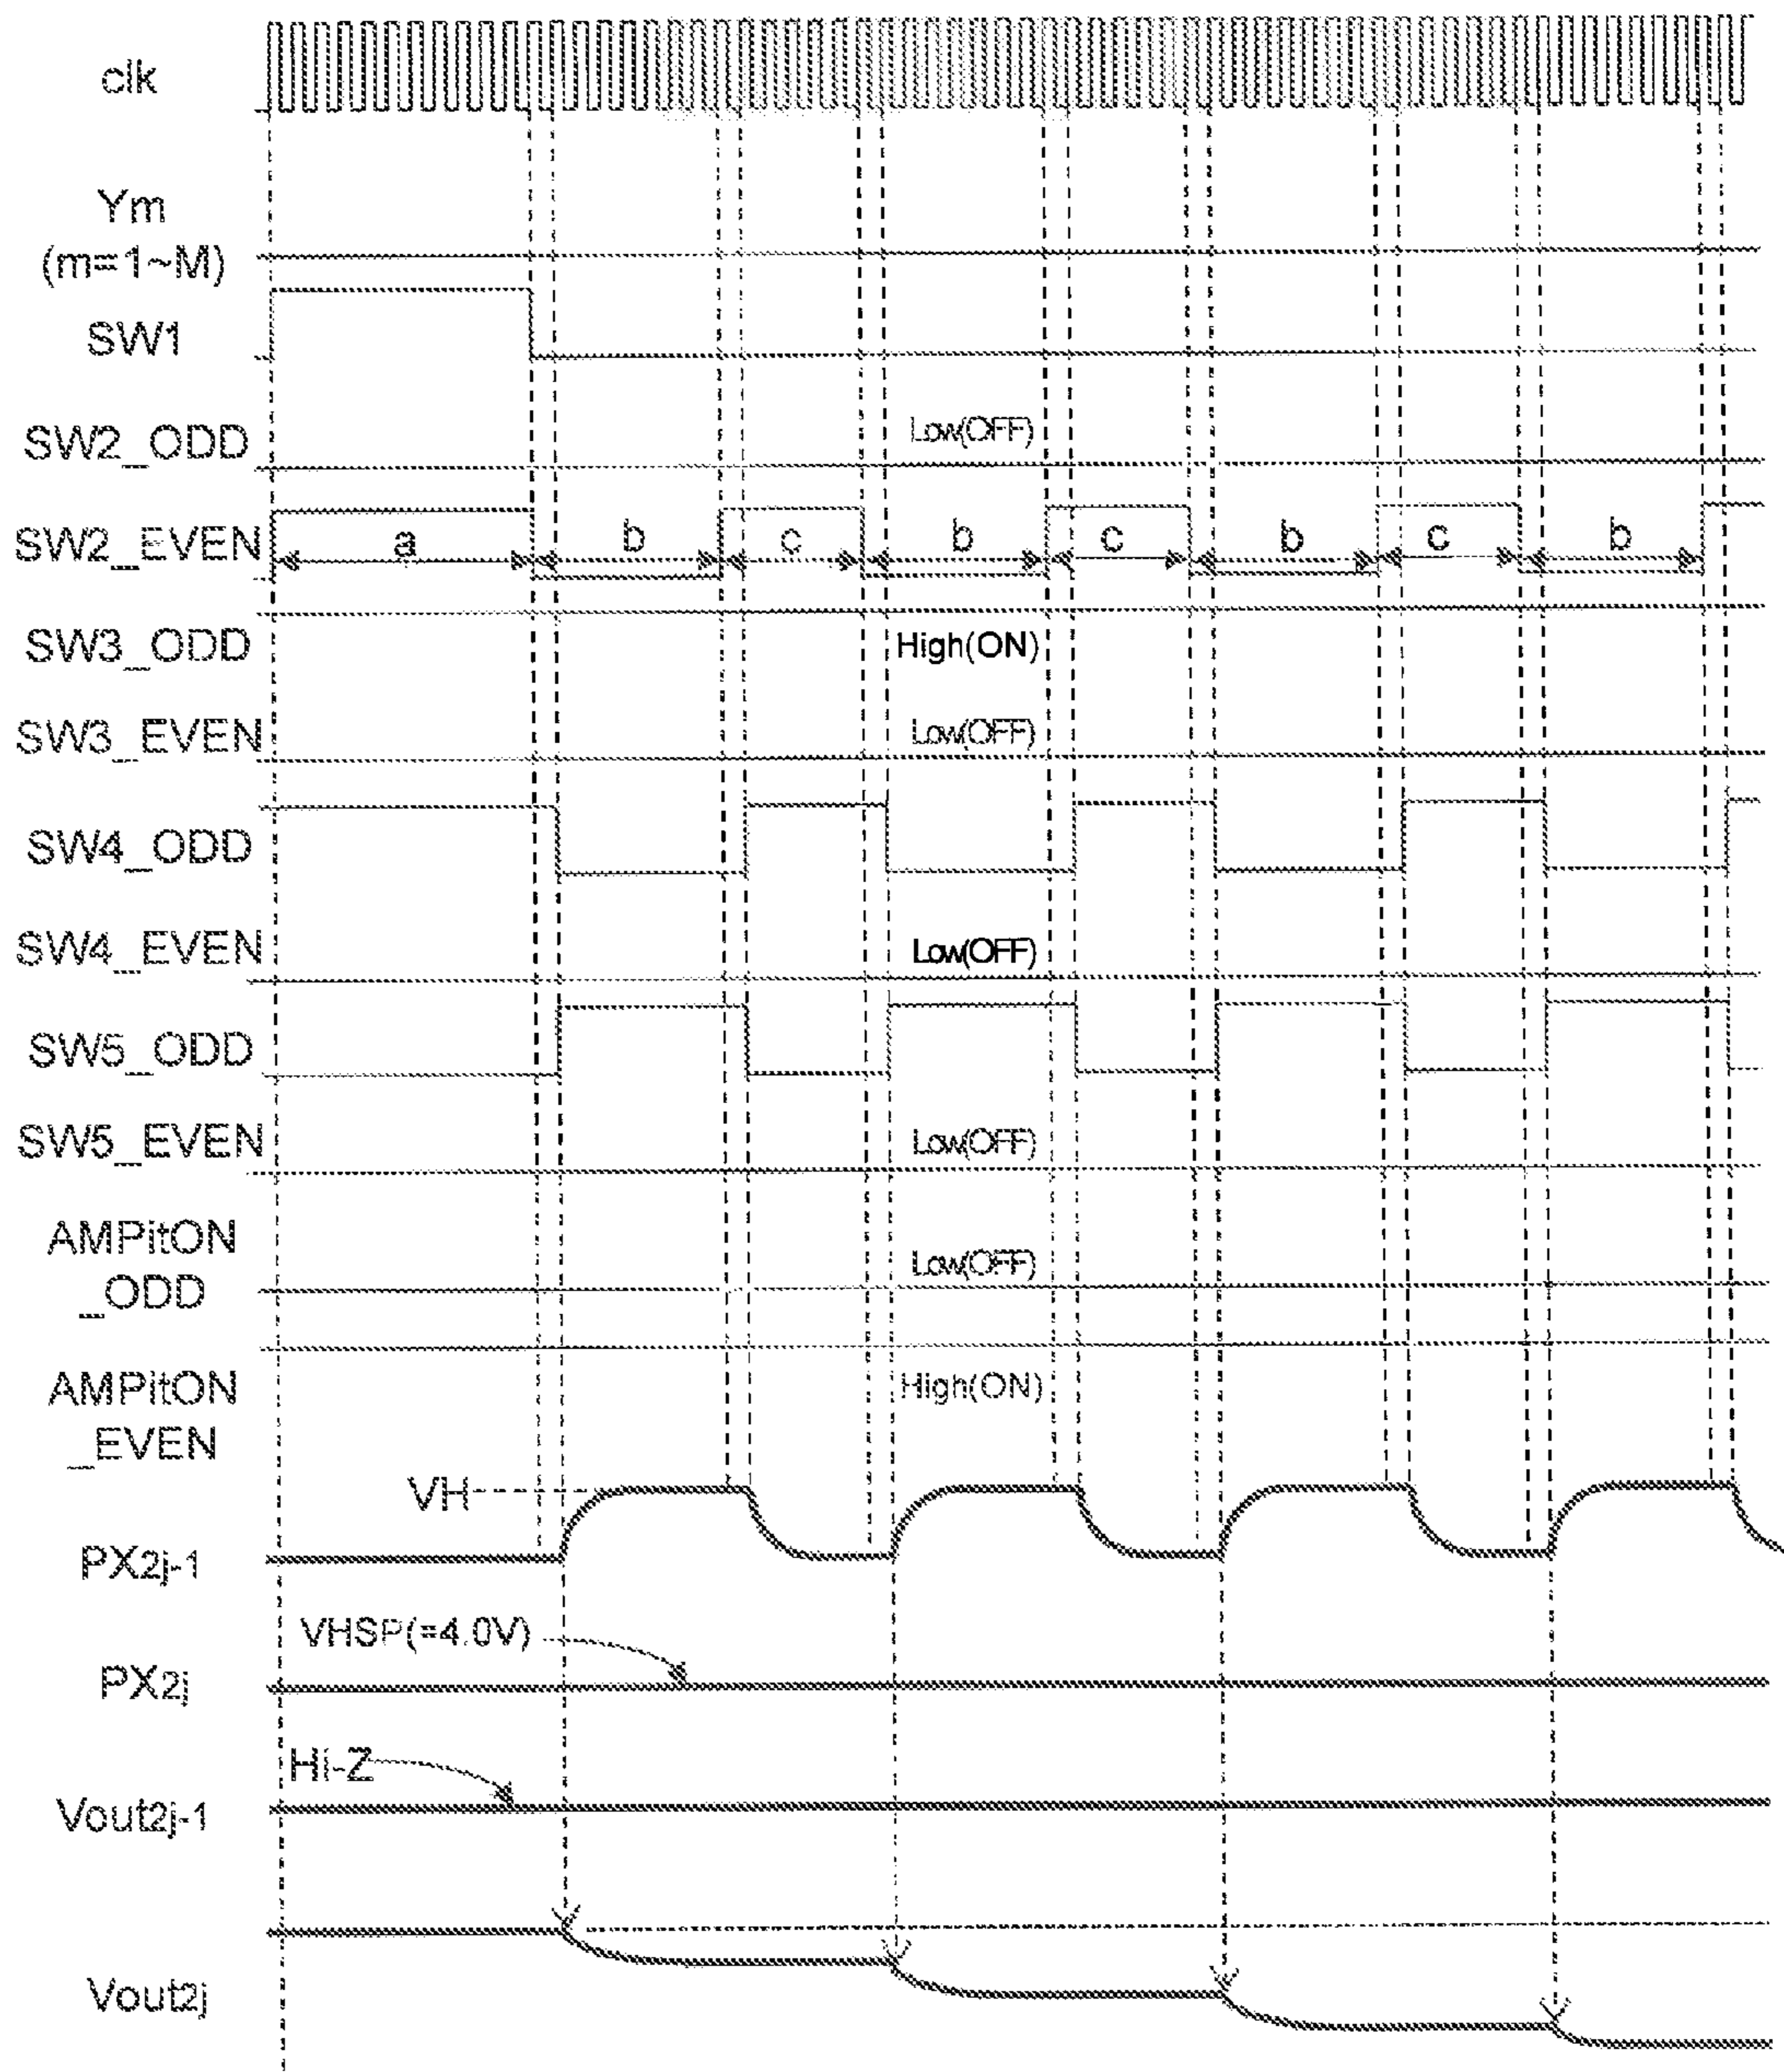 clk
Ym
(m=1~M)
SW1
SW2_ODD
Low(OFF)
SW2_EVEN
a
b
c
b
c
b
c
b
SW3_ODD
High(ON)
SW3_EVEN
Low(OFF)
SW4_ODD
SW4_EVEN
Low(OFF)
SW5_ODD
SW5_EVEN
Low(OFF)
AMPitON
_ODD
Low(OFF)
AMPitON
_EVEN
High(ON)
VH
PX2j-1
VHSP(=4.0V)
PX2j
Hi-Z
Vout2j-1
Vout2j